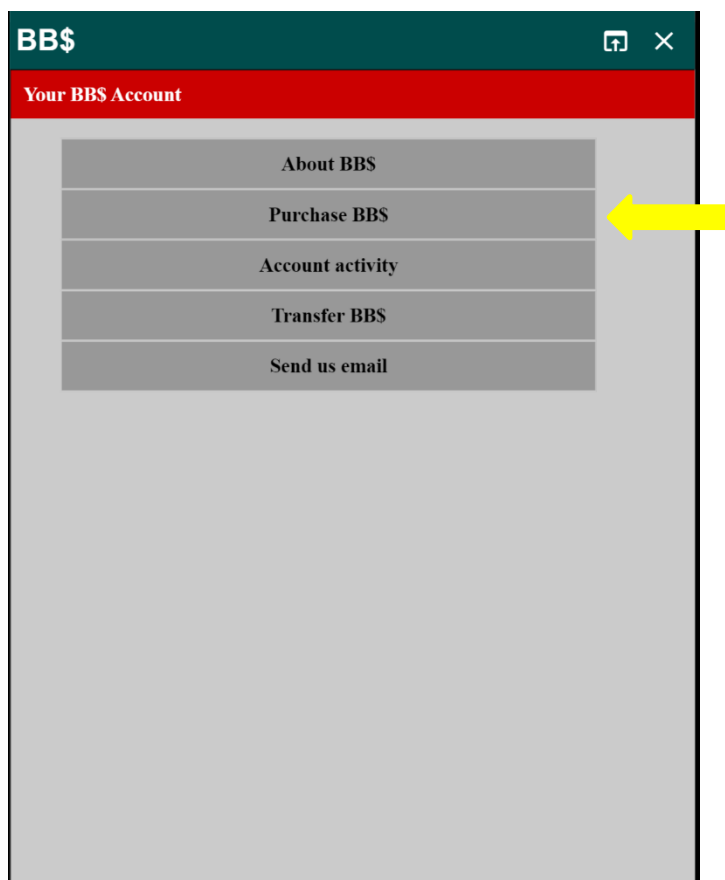 BB$
Your BB$ Account
About BB$
Purchase BB$
Account activity
Transfer BB$
Send us email